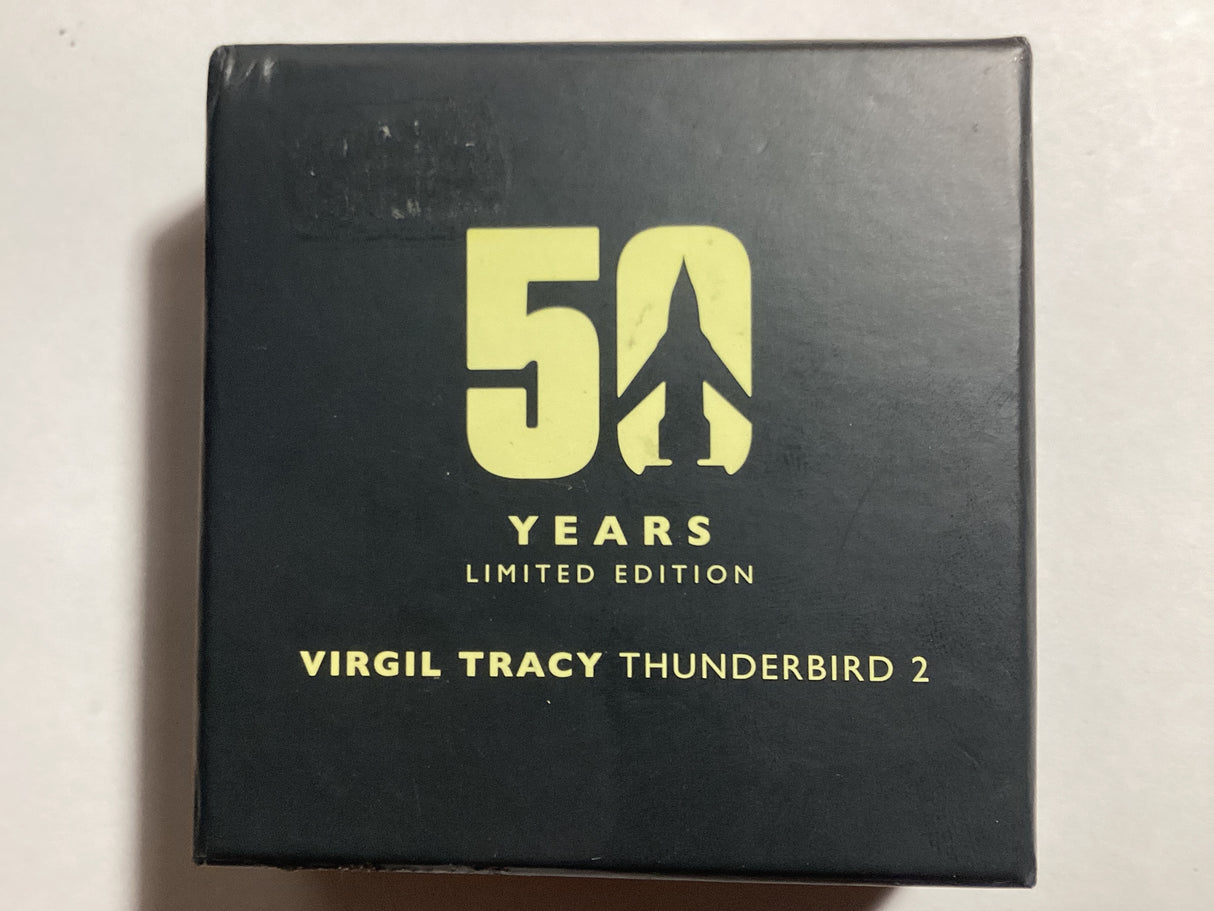 50
YEARS
LIMITED EDITION
VIRGIL TRACY THUNDERBIRD 2